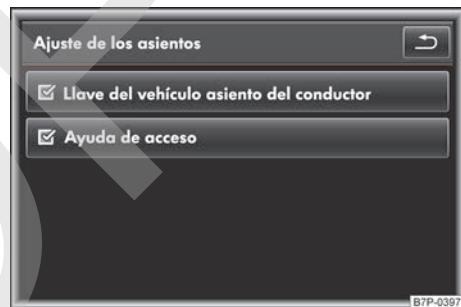 Ajuste de los asientos
Llave del vehículo asiento del conductor
Ayuda de acceso
B7P-0397